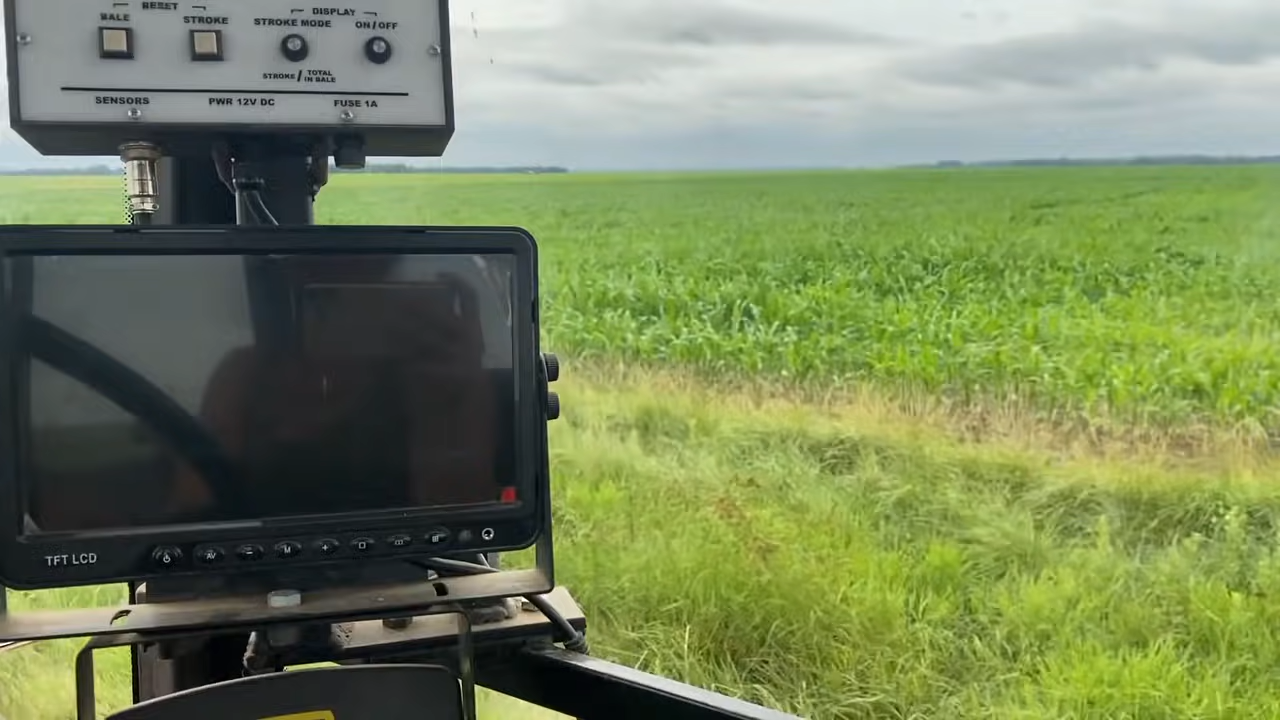 RESET
DISPLAY
BALE
STROKE
STROKE MODE
ON/OFF
STROKE/TOTAL IN BALE
SENSORS
PWR 12V DC
FUSE 1A
TFT LCD
AV
M